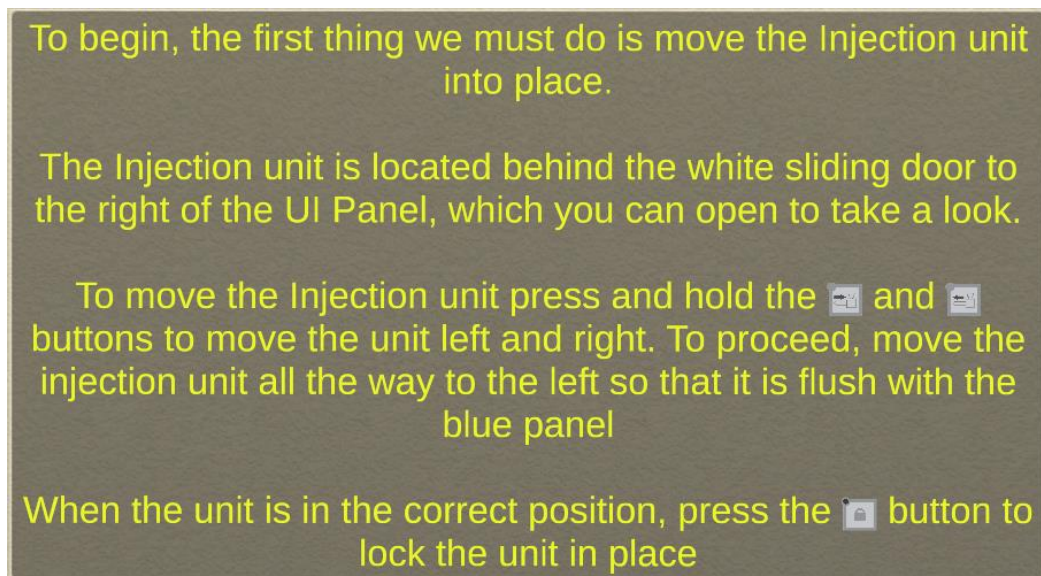 To begin, the first thing we must do is move the Injection unit
into place.
The Injection unit is located behind the white sliding door to
the right of the UI Panel, which you can open to take a look.
To move the Injection unit press and hold the and
buttons to move the unit left and right. To proceed, move the
injection unit all the way to the left so that it is flush with the
blue panel
When the unit is in the correct position, press the button to
lock the unit in place